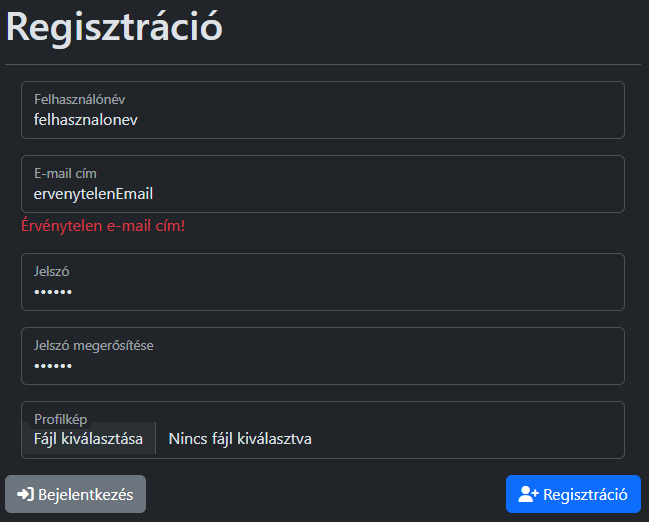 Regisztráció
Felhasználónév
felhasznalonev
E-mail cím
ervenytelenEmail
Érvénytelen e-mail cím!
Jelszó
••••••
Jelszó megerősítése
••••••
Profilkép
Fájl kiválasztása Nincs fájl kiválasztva
Bejelentkezés Regisztráció